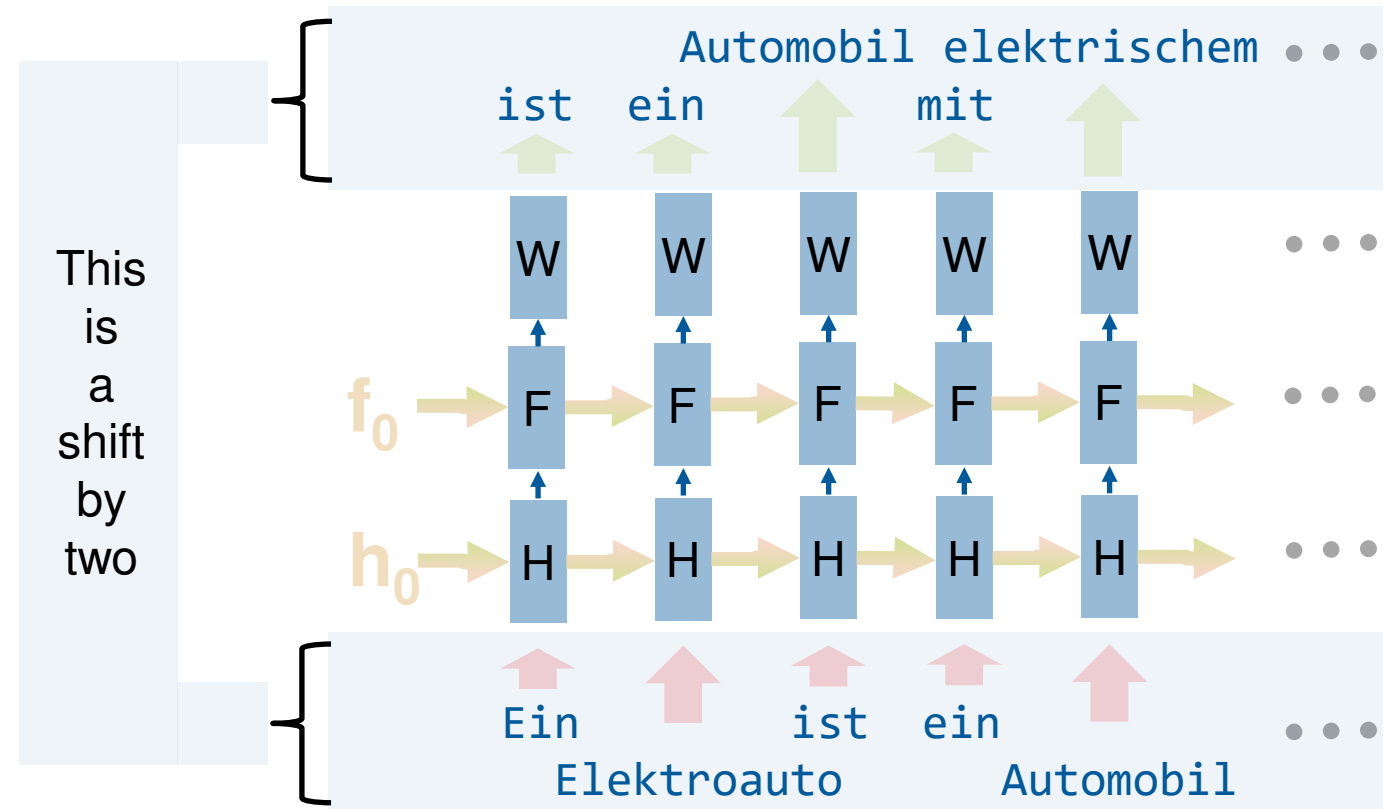 Automobil elektrischem
ist ein mit
This
is
a
shift
by
two
W W W W W
f0 F F F F F
h0 H H H H H
Ein ist ein
Elektroauto Automobil